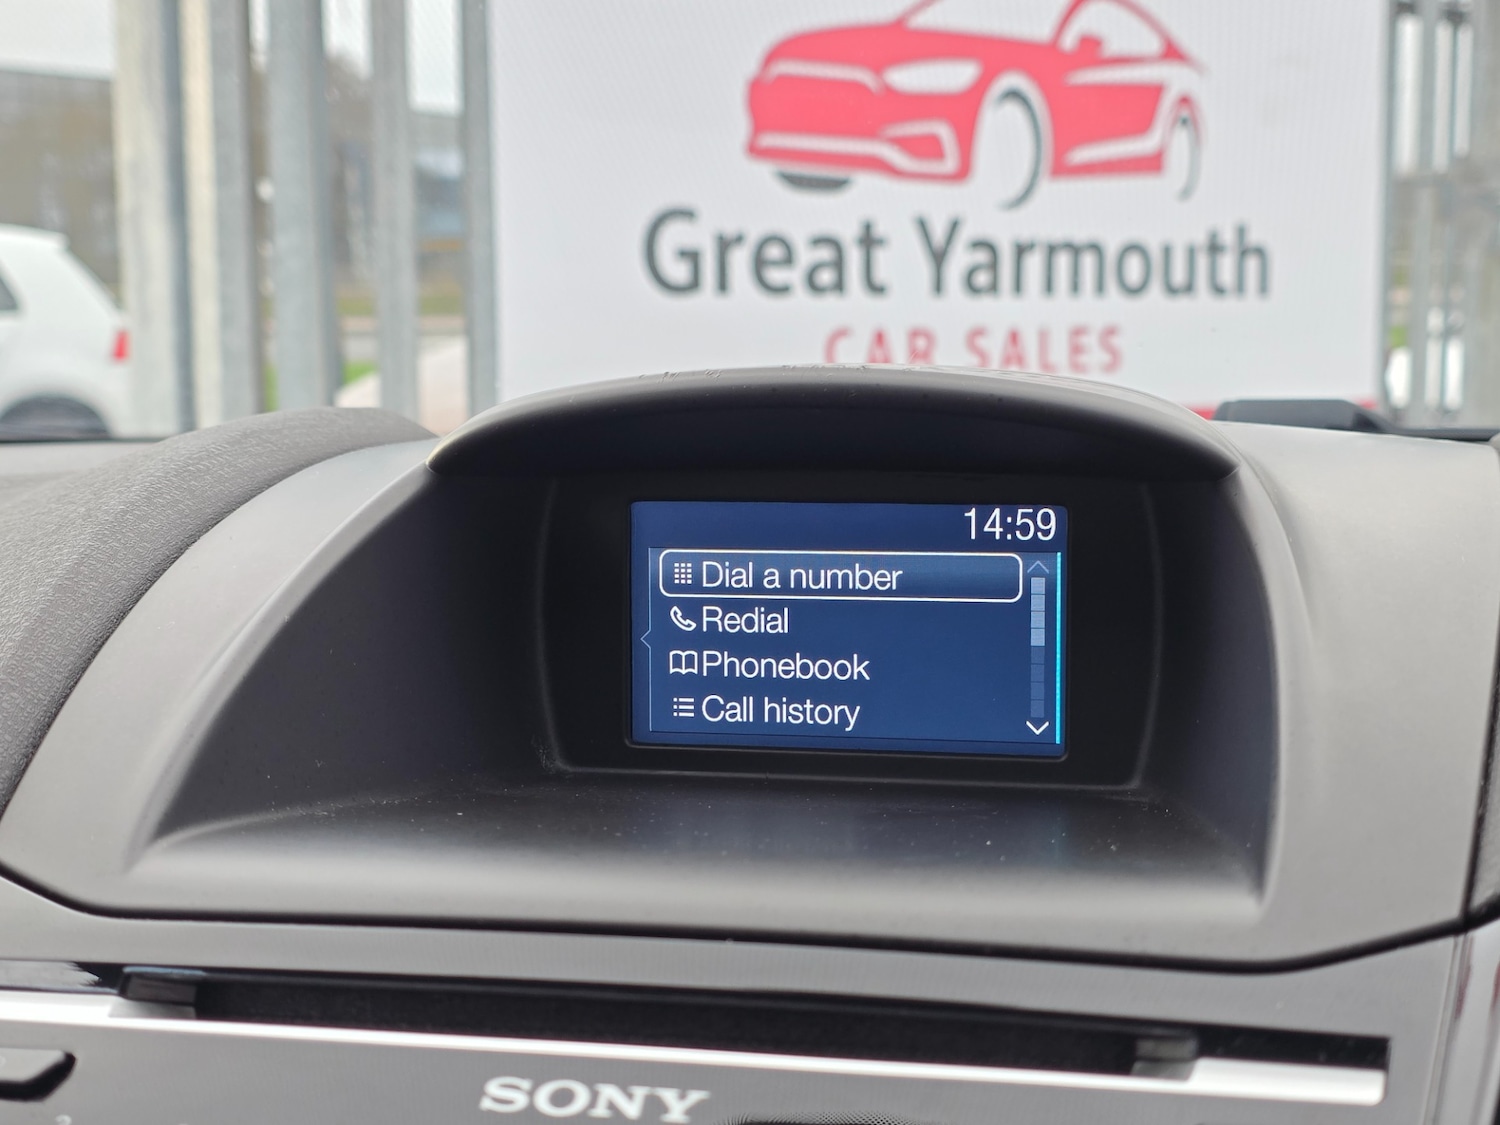 Great Yarmouth
CAR SALES
14:59
Dial a number
Redial
Phonebook
Call history
SONY